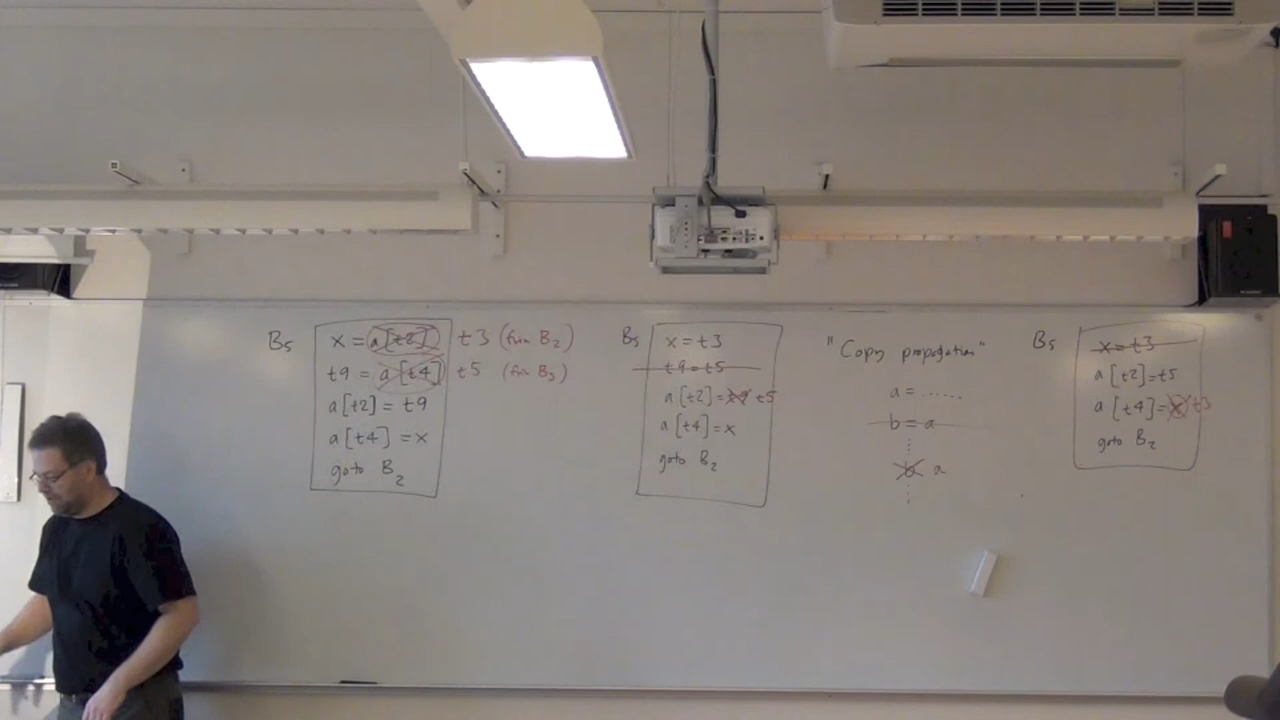 B5
x = a[t2] t3 (from B2)
t9 = a[t4] t5 (from B3)
a[t2] = t9
a[t4] = x
goto B2
B5
x = t3
t9 = t5
a[t2] = t9 t5
a[t4] = x
goto B2
"Copy propagation"
a = ......
b = a
b a
B5
x = t3
a[t2] = t5
a[t4] = x t3
goto B2